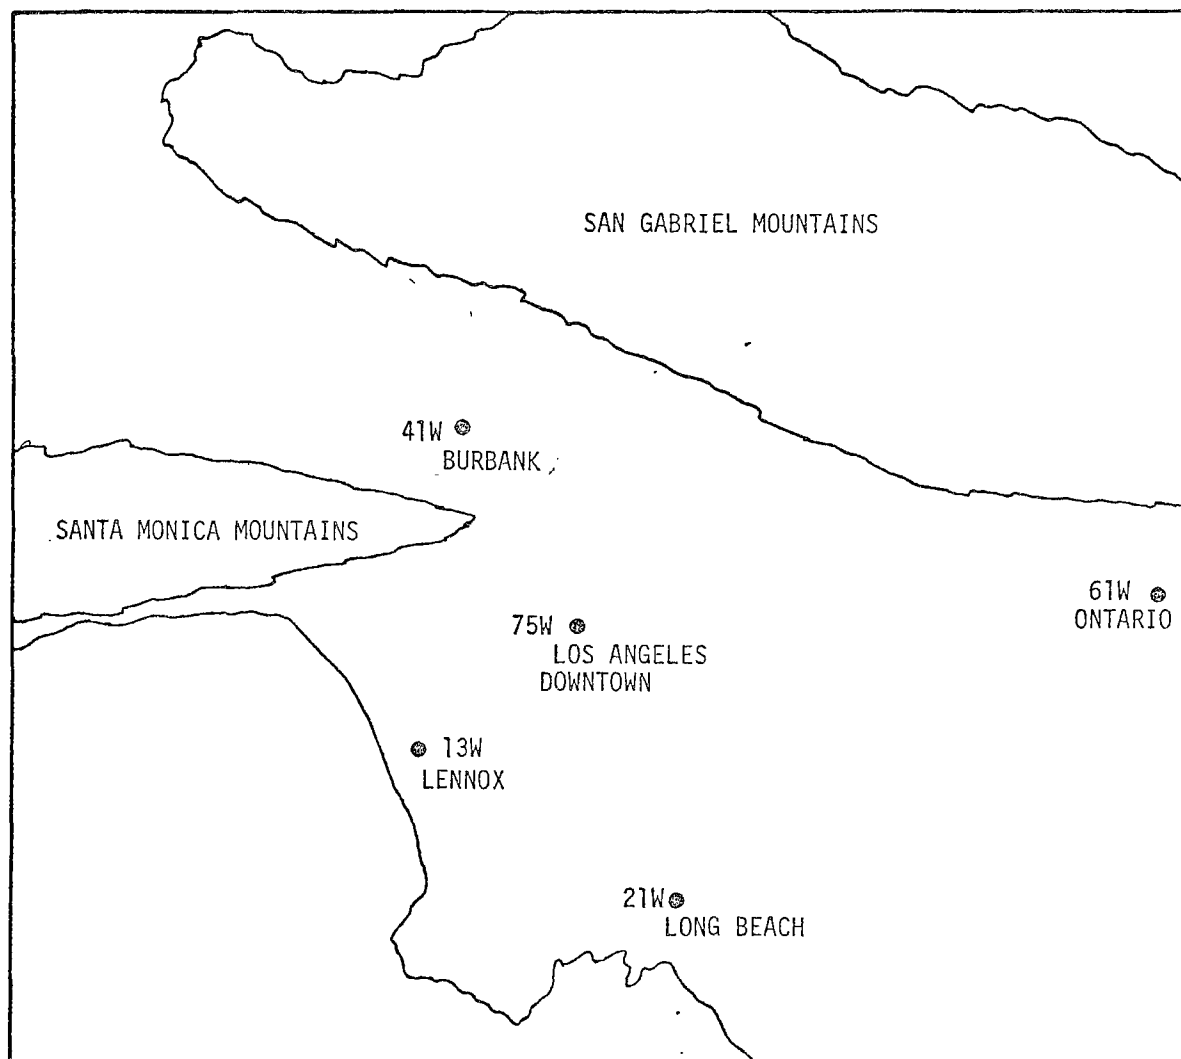 SAN GABRIEL MOUNTAINS
41W
BURBANK
SANTA MONICA MOUNTAINS
61W
ONTARIO
75W
LOS ANGELES
DOWNTOWN
13W
LENNOX
21W
LONG BEACH